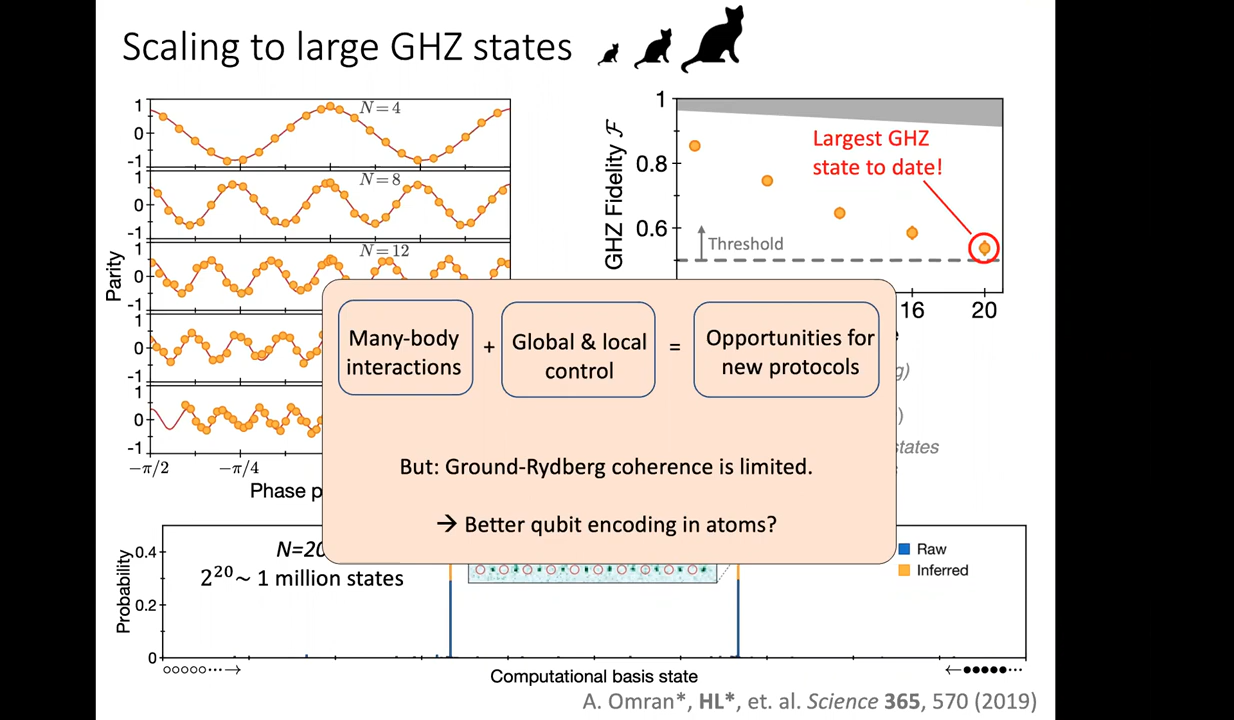 Scaling to large GHZ states
1
0
-1
N=4
1
0
-1
N=8
1
0
-1
N=12
1
0
-1
1
0
-1
Parity
−π/2
−π/4
Phase p
GHZ Fidelity ℱ
1
0.8
0.6
Largest GHZ
state to date!
Threshold
16
20
g)
)
states
Many-body
interactions
+
Global & local
control
=
Opportunities for
new protocols
But: Ground-Rydberg coherence is limited.
→ Better qubit encoding in atoms?
Probability
0.4
0.2
0
N=20
2²⁰~ 1 million states
Raw
Inferred
Computational basis state
A. Omran*, HL*, et. al. Science 365, 570 (2019)